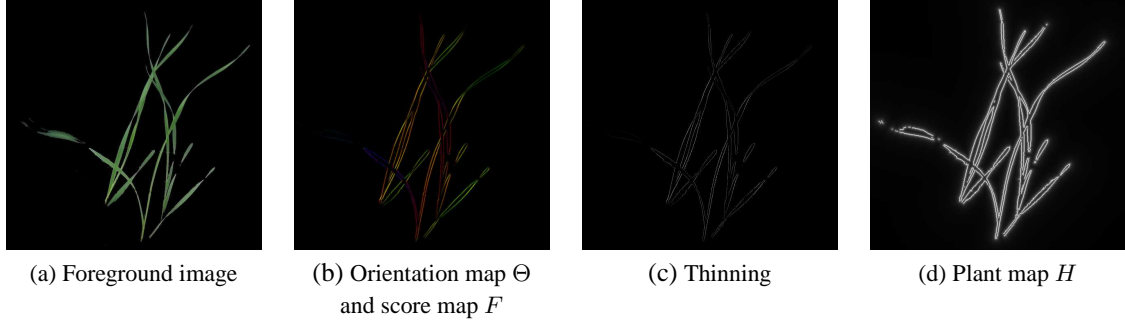 (a) Foreground image
(b) Orientation map Θ
and score map F
(c) Thinning
(d) Plant map H